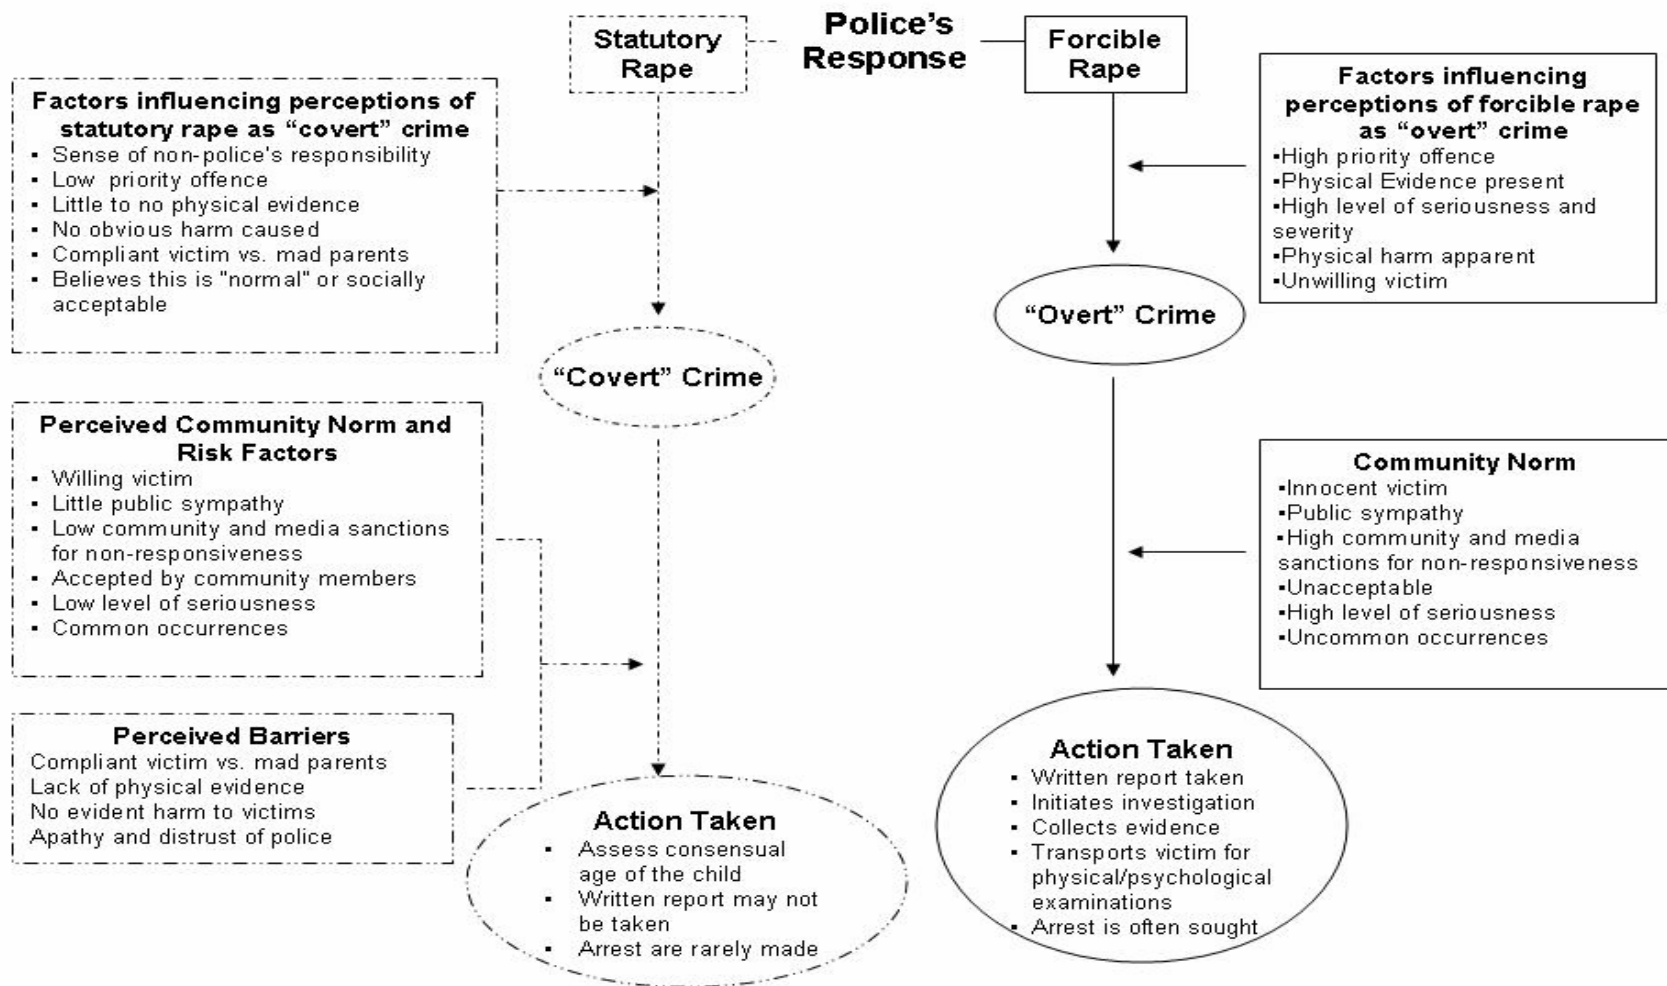 Police's
Response
Statutory
Rape
Forcible
Rape
Factors influencing perceptions of
statutory rape as “covert” crime
▪ Sense of non-police's responsibility
▪ Low priority offence
▪ Little to no physical evidence
▪ No obvious harm caused
▪ Compliant victim vs. mad parents
▪ Believes this is "normal" or socially
acceptable
Factors influencing
perceptions of forcible rape
as “overt” crime
▪High priority offence
▪Physical Evidence present
▪High level of seriousness and
severity
▪Physical harm apparent
▪Unwilling victim
“Covert” Crime
“Overt” Crime
Perceived Community Norm and
Risk Factors
▪ Willing victim
▪ Little public sympathy
▪ Low community and media sanctions
for non-responsiveness
▪ Accepted by community members
▪ Low level of seriousness
▪ Common occurrences
Community Norm
▪Innocent victim
▪Public sympathy
▪High community and media
sanctions for non-responsiveness
▪Unacceptable
▪High level of seriousness
▪Uncommon occurrences
Perceived Barriers
Compliant victim vs. mad parents
Lack of physical evidence
No evident harm to victims
Apathy and distrust of police
Action Taken
▪ Assess consensual
age of the child
▪ Written report may not
be taken
▪ Arrest are rarely made
Action Taken
▪ Written report taken
▪ Initiates investigation
▪ Collects evidence
▪ Transports victim for
physical/psychological
examinations
▪ Arrest is often sought